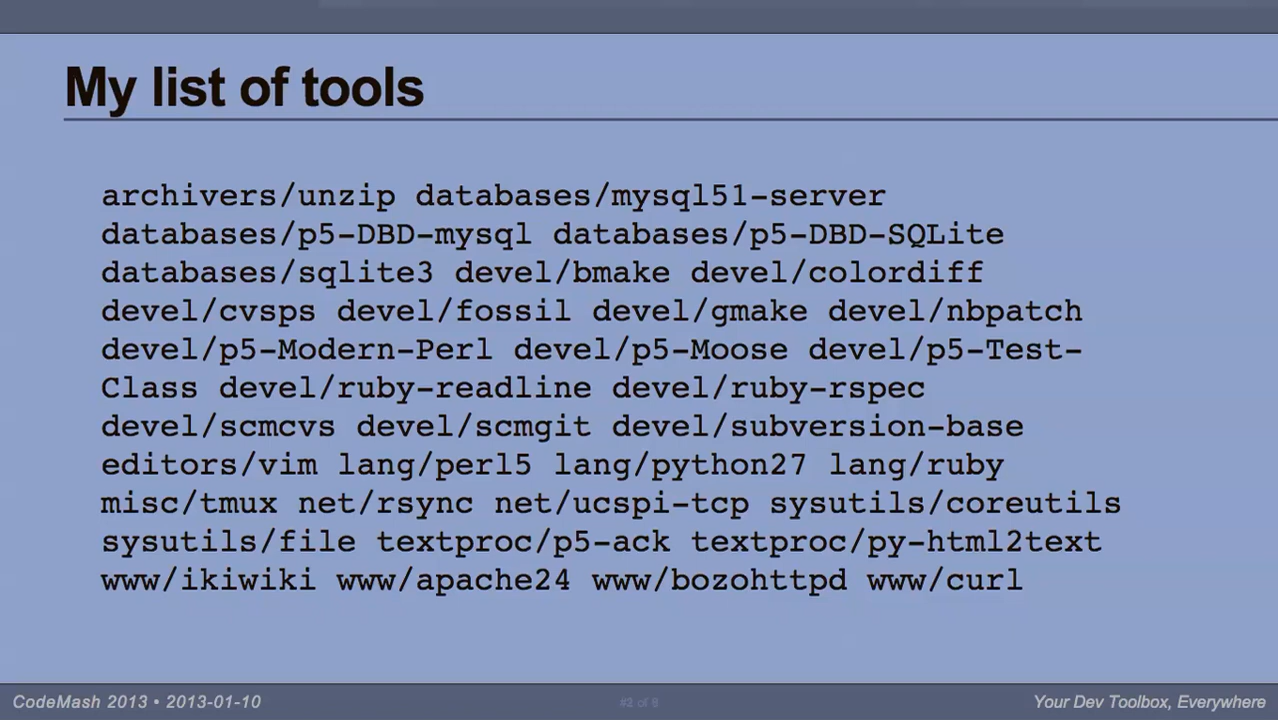 My list of tools
archivers/unzip databases/mysql51-server
databases/p5-DBD-mysql databases/p5-DBD-SQLite
databases/sqlite3 devel/bmake devel/colordiff
devel/cvsps devel/fossil devel/gmake devel/nbpatch
devel/p5-Modern-Perl devel/p5-Moose devel/p5-Test-
Class devel/ruby-readline devel/ruby-rspec
devel/scmcvs devel/scmgit devel/subversion-base
editors/vim lang/perl5 lang/python27 lang/ruby
misc/tmux net/rsync net/ucspi-tcp sysutils/coreutils
sysutils/file textproc/p5-ack textproc/py-html2text
www/ikiwiki www/apache24 www/bozohttpd www/curl
CodeMash 2013 • 2013-01-10
#2 of 8
Your Dev Toolbox, Everywhere